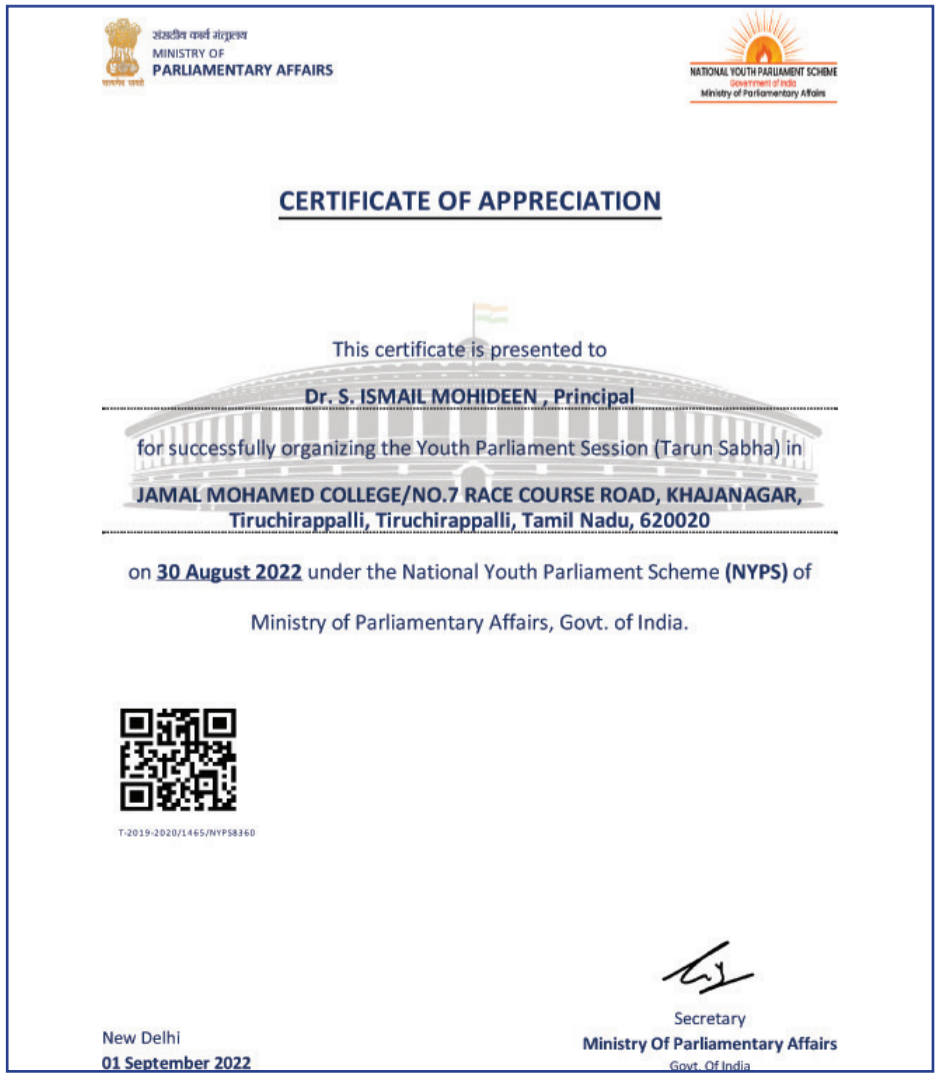 संसदीय कार्य मंत्रालय
MINISTRY OF
PARLIAMENTARY AFFAIRS
सत्यमेव जयते
NATIONAL YOUTH PARLIAMENT SCHEME
Government of India
Ministry of Parliamentary Affairs
CERTIFICATE OF APPRECIATION
This certificate is presented to
Dr. S. ISMAIL MOHIDEEN , Principal
for successfully organizing the Youth Parliament Session (Tarun Sabha) in
JAMAL MOHAMED COLLEGE/NO.7 RACE COURSE ROAD, KHAJANAGAR,
Tiruchirappalli, Tiruchirappalli, Tamil Nadu, 620020
on 30 August 2022 under the National Youth Parliament Scheme (NYPS) of
Ministry of Parliamentary Affairs, Govt. of India.
T-2019-2020/1465/NYPS8360
Secretary
Ministry Of Parliamentary Affairs
Govt. Of India
New Delhi
01 September 2022